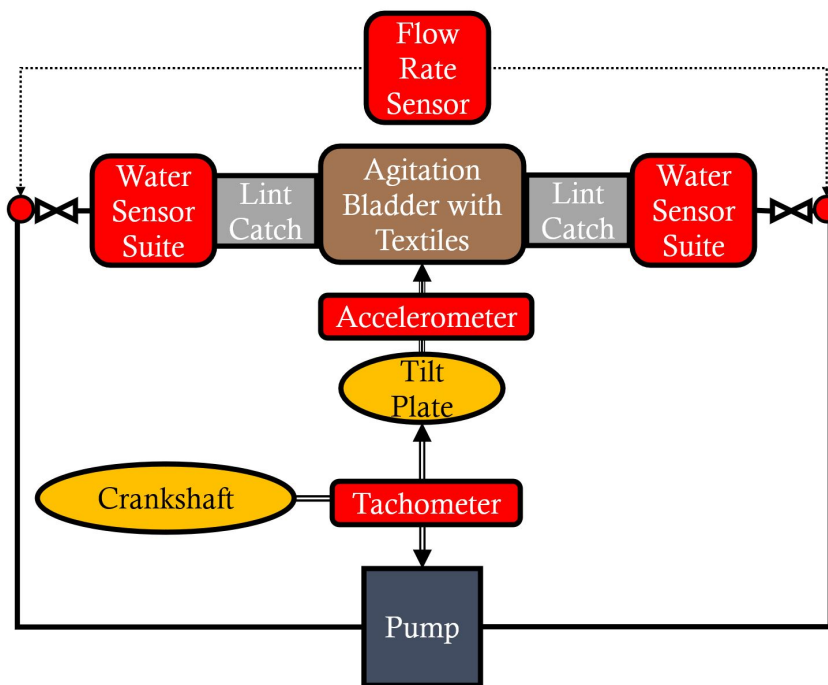 Flow
Rate
Sensor
Water
Sensor
Suite
Lint
Catch
Agitation
Bladder with
Textiles
Lint
Catch
Water
Sensor
Suite
Accelerometer
Tilt
Plate
Crankshaft
Tachometer
Pump